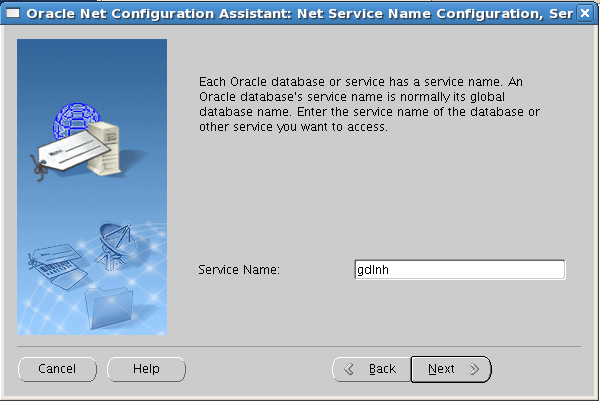 Oracle Net Configuration Assistant: Net Service Name Configuration, Ser
Each Oracle database or service has a service name. An
Oracle database's service name is normally its global
database name. Enter the service name of the database or
other service you want to access.
Service Name:
gdlnh
Cancel
Help
Back
Next